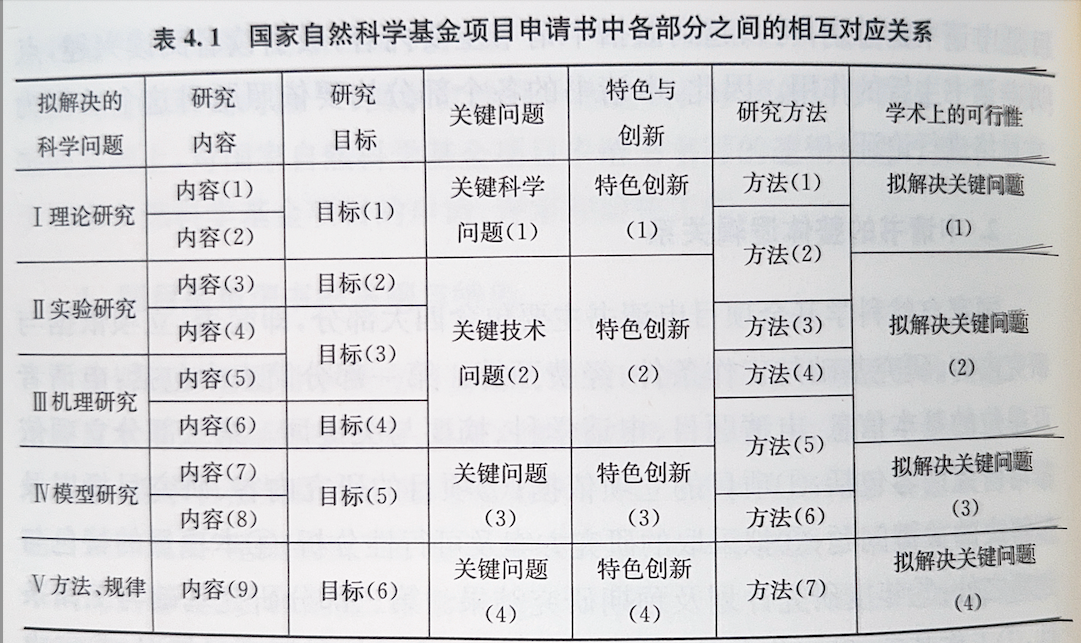 表 4.1 国家自然科学基金项目申请书中各部分之间的相互对应关系
拟解决的 研究 研究 关键问题 特色与 研究方法 学术上的可行性
科学问题 内容 目标 创新
Ⅰ理论研究 内容(1) 目标(1) 关键科学 特色创新 方法(1) 拟解决关键问题
内容(2) 问题(1) (1) 方法(2) (1)
Ⅱ实验研究 内容(3) 目标(2)
内容(4) 目标(3) 关键技术 特色创新 方法(3) 拟解决关键问题
Ⅲ机理研究 内容(5) 问题(2) (2) 方法(4) (2)
内容(6) 目标(4) 方法(5)
Ⅳ模型研究 内容(7) 目标(5) 关键问题 特色创新 拟解决关键问题
内容(8) (3) (3) 方法(6) (3)
Ⅴ方法、规律 内容(9) 目标(6) 关键问题 特色创新 方法(7) 拟解决关键问题
(4) (4) (4)